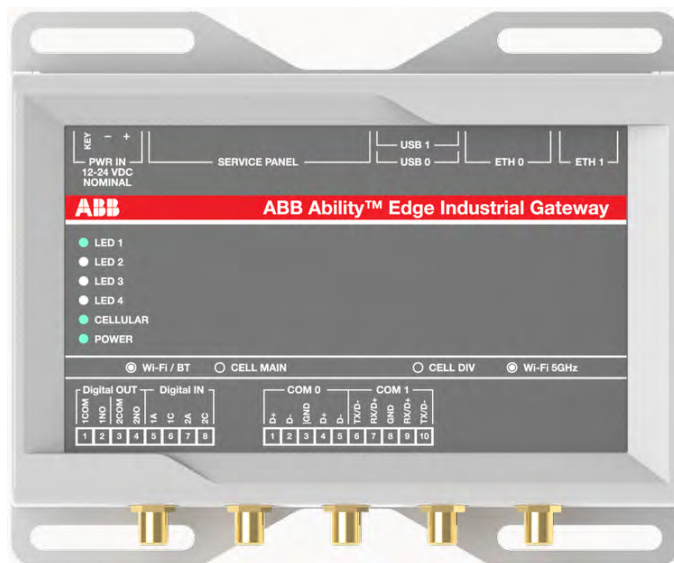 KEY − +
PWR IN
12-24 VDC
NOMINAL
SERVICE PANEL
USB 1
USB 0
ETH 0
ETH 1
ABB
ABB Ability™ Edge Industrial Gateway
LED 1
LED 2
LED 3
LED 4
CELLULAR
POWER
Wi-Fi / BT
CELL MAIN
CELL DIV
Wi-Fi 5GHz
Digital OUT
Digital IN
1COM 1NO 2COM 2NO 1A 1C 2A 2C
1 2 3 4 5 6 7 8
COM 0
COM 1
D+ D- |GND D+ D- TX/D- RX/D+ GND RX/D+ TX/D-
1 2 3 4 5 6 7 8 9 10